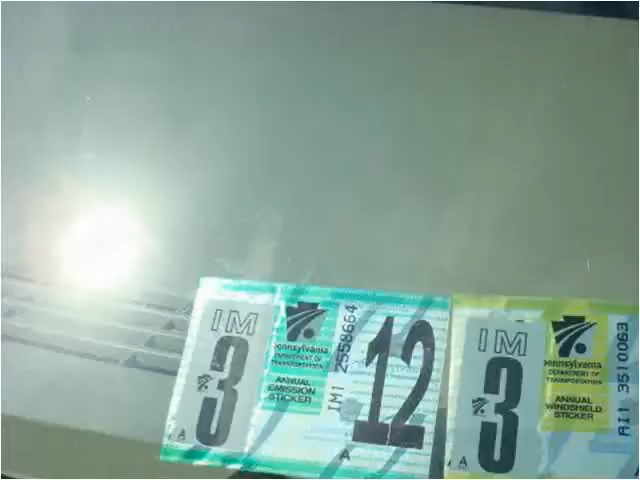 IM
3
A
pennsylvania
DEPARTMENT OF
TRANSPORTATION
ANNUAL
EMISSION
STICKER
IM1 2558664
12
A
IM
3
A
pennsylvania
DEPARTMENT OF
TRANSPORTATION
ANNUAL
WINDSHIELD
STICKER
AI1 3510063